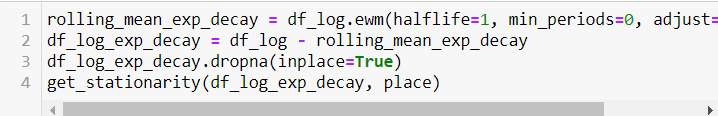 1 rolling_mean_exp_decay = df_log.ewm(halflife=1, min_periods=0, adjust=
2 df_log_exp_decay = df_log - rolling_mean_exp_decay
3 df_log_exp_decay.dropna(inplace=True)
4 get_stationarity(df_log_exp_decay, place)